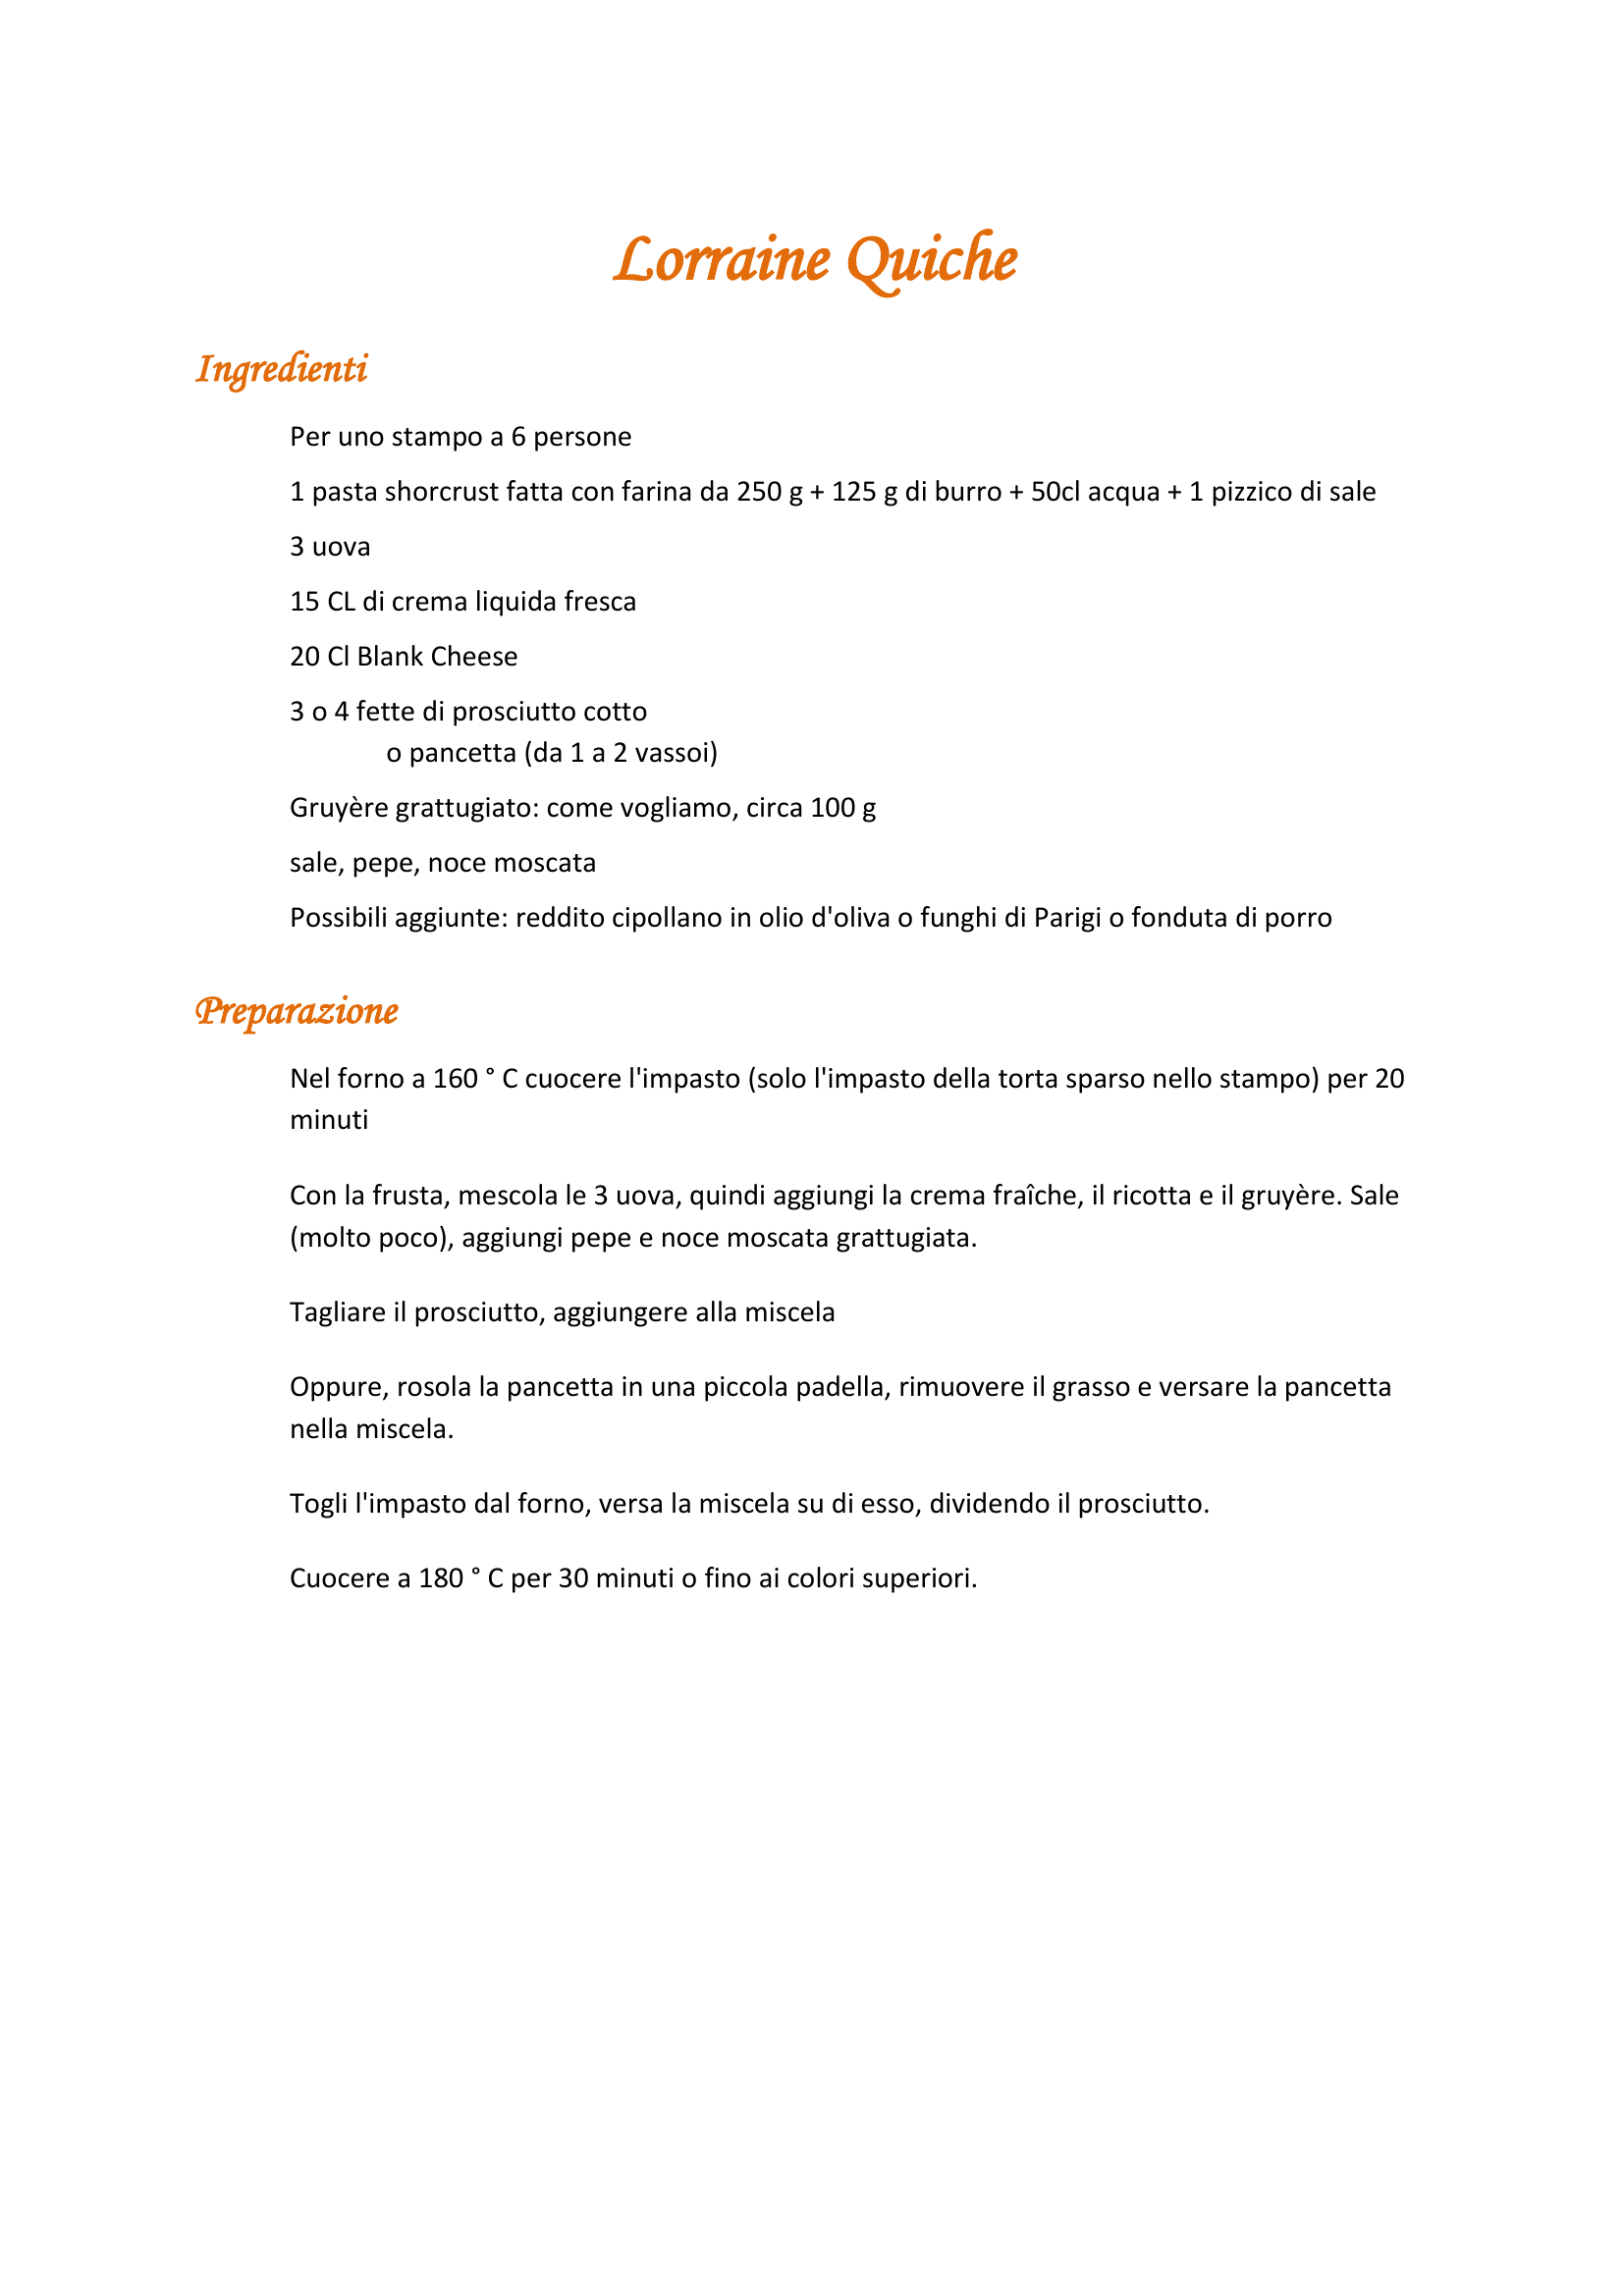 Lorraine Quiche
Ingredienti
Per uno stampo a 6 persone
1 pasta shorcrust fatta con farina da 250 g + 125 g di burro + 50cl acqua + 1 pizzico di sale
3 uova
15 CL di crema liquida fresca
20 Cl Blank Cheese
3 o 4 fette di prosciutto cotto
o pancetta (da 1 a 2 vassoi)
Gruyère grattugiato: come vogliamo, circa 100 g
sale, pepe, noce moscata
Possibili aggiunte: reddito cipollano in olio d'oliva o funghi di Parigi o fonduta di porro
Preparazione
Nel forno a 160 ° C cuocere l'impasto (solo l'impasto della torta sparso nello stampo) per 20
minuti
Con la frusta, mescola le 3 uova, quindi aggiungi la crema fraîche, il ricotta e il gruyère. Sale
(molto poco), aggiungi pepe e noce moscata grattugiata.
Tagliare il prosciutto, aggiungere alla miscela
Oppure, rosola la pancetta in una piccola padella, rimuovere il grasso e versare la pancetta
nella miscela.
Togli l'impasto dal forno, versa la miscela su di esso, dividendo il prosciutto.
Cuocere a 180 ° C per 30 minuti o fino ai colori superiori.